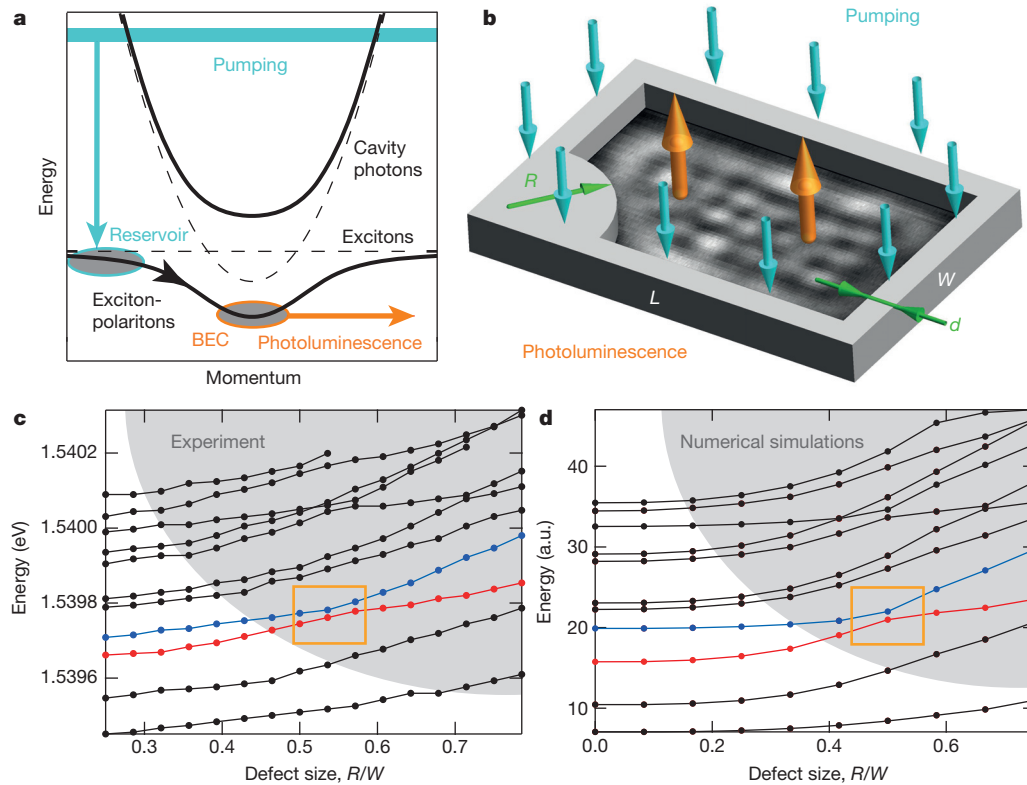 a
Pumping
Cavity
photons
Energy
Reservoir
Excitons
Exciton-
polaritons
BEC
Photoluminescence
Momentum
b
Pumping
R
L
W
d
Photoluminescence
c
Experiment
1.5402
1.5400
1.5398
1.5396
Energy (eV)
0.3
0.4
0.5
0.6
0.7
Defect size, R/W
d
Numerical simulations
40
30
20
10
Energy (a.u.)
0.0
0.2
0.4
0.6
Defect size, R/W